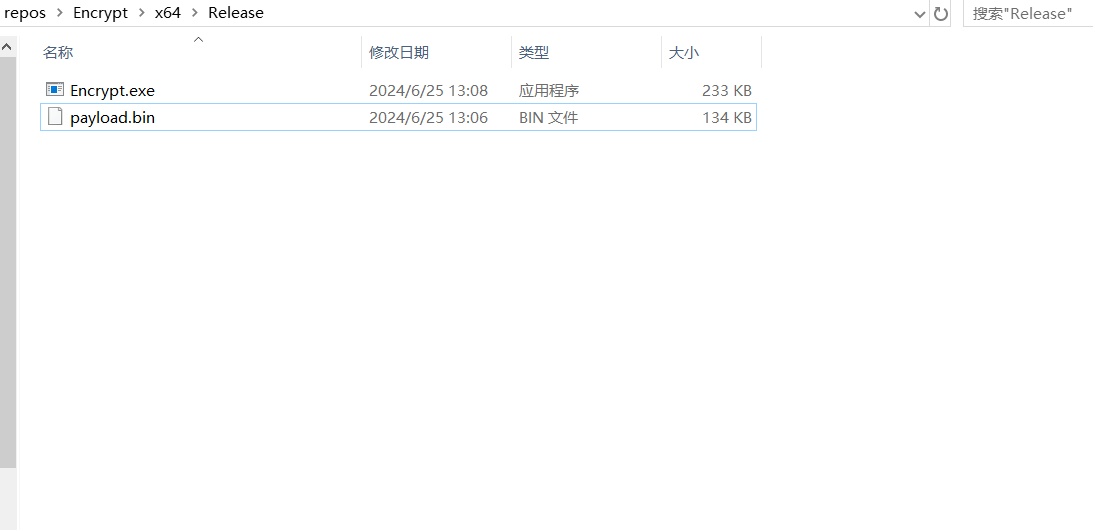 repos > Encrypt > x64 > Release 搜索"Release"
名称 修改日期 类型 大小
Encrypt.exe 2024/6/25 13:08 应用程序 233 KB
payload.bin 2024/6/25 13:06 BIN 文件 134 KB